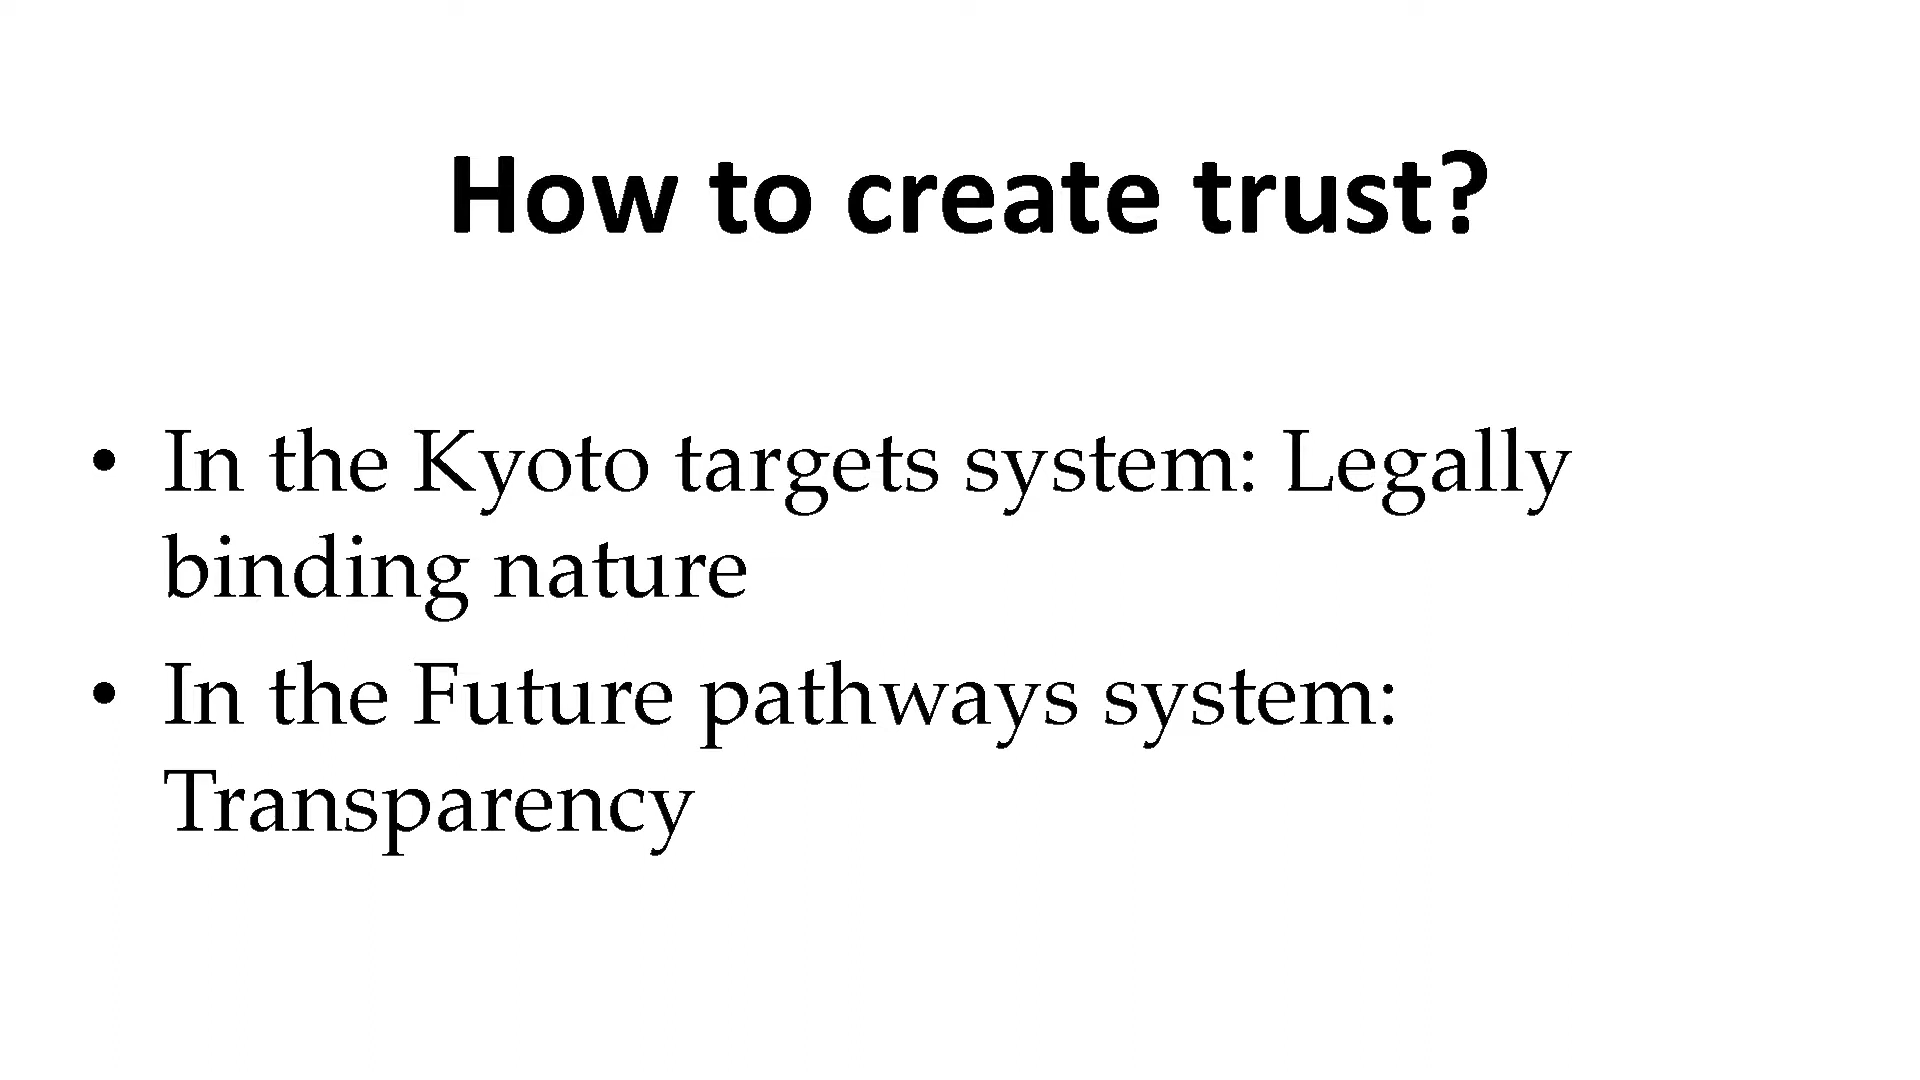 How to create trust?
• In the Kyoto targets system: Legally
binding nature
• In the Future pathways system:
Transparency